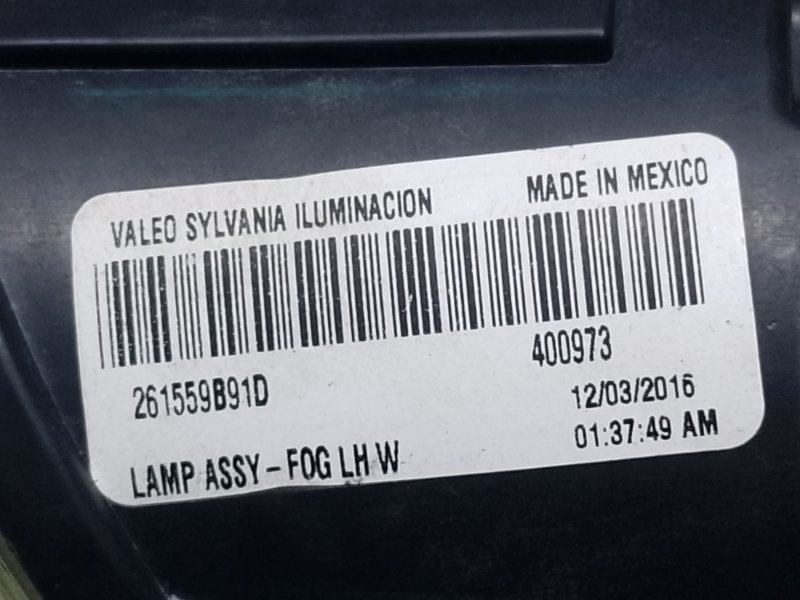 VALEO SYLVANIA ILUMINACION MADE IN MEXICO
261559B91D 400973
12/03/2016
LAMP ASSY - FOG LH W 01:37:49 AM